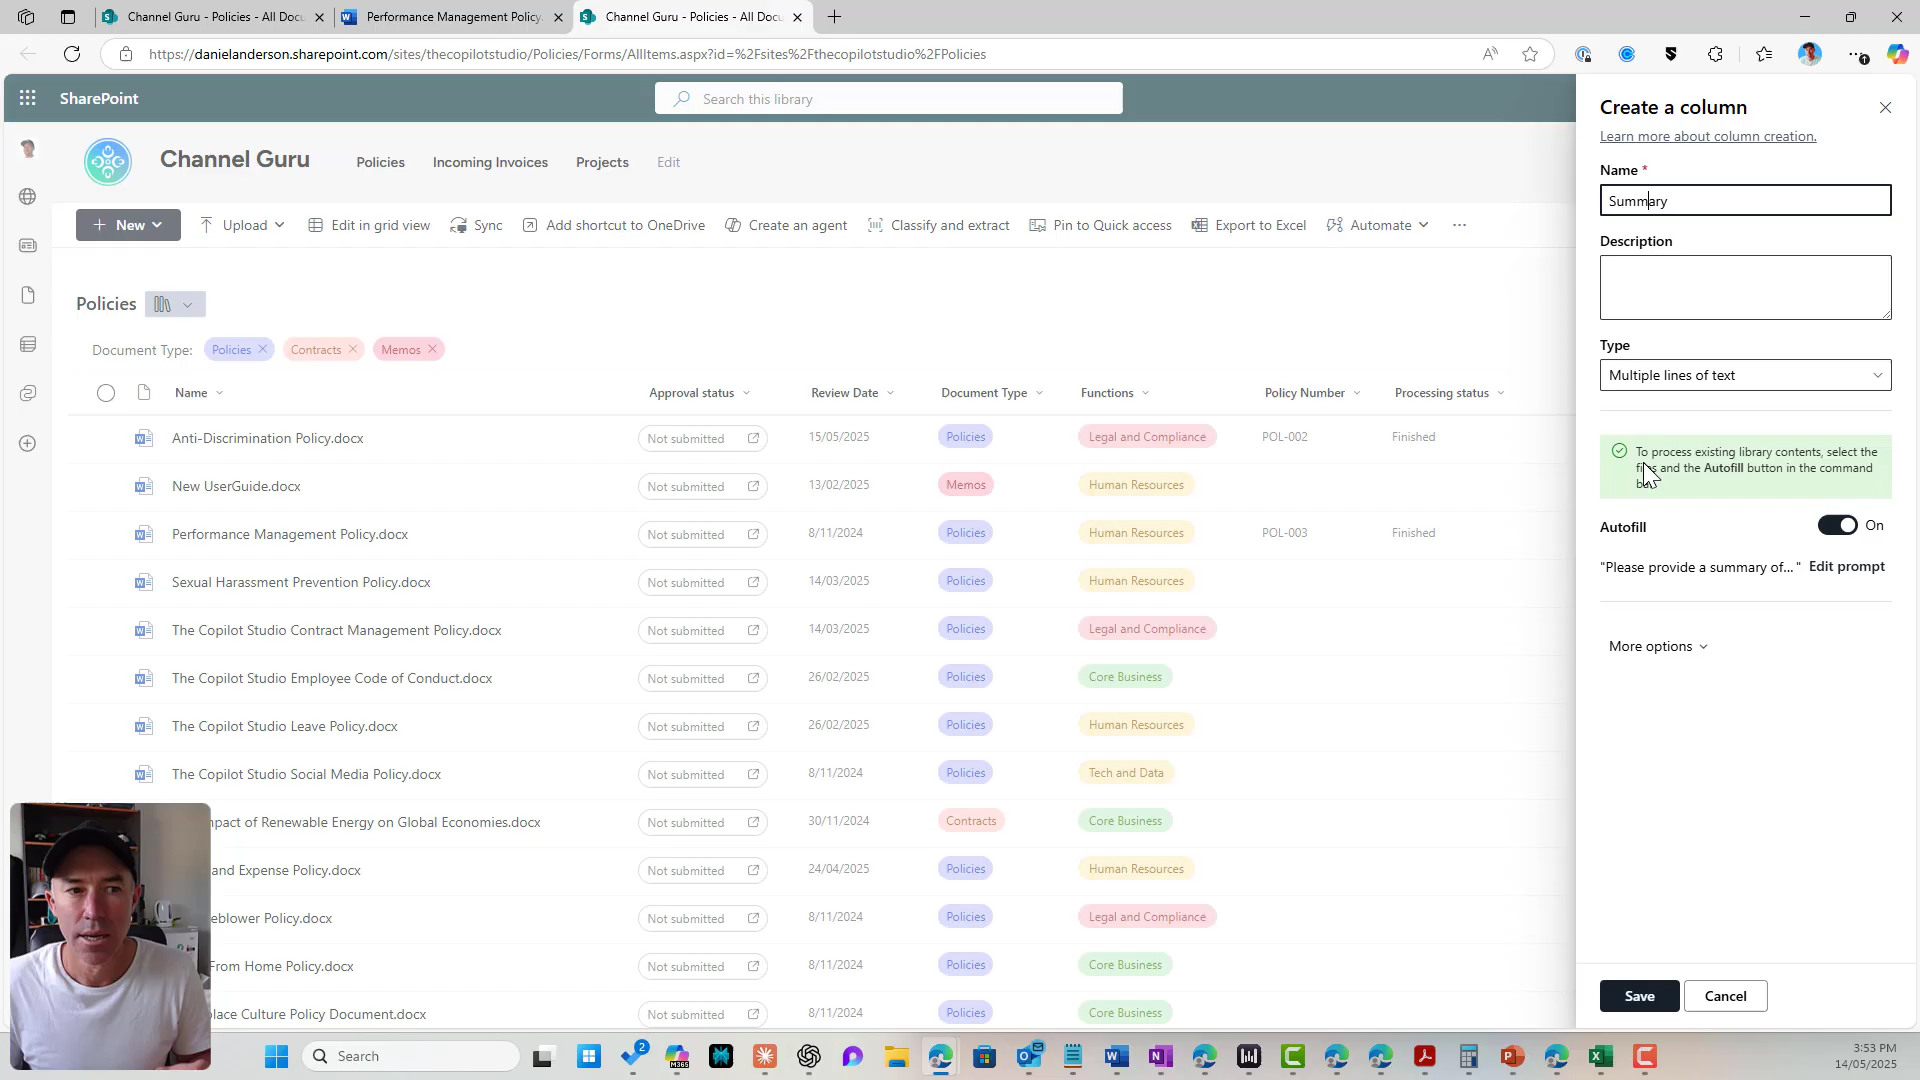 Channel Guru - Policies - All Docu
Performance Management Policy.
Channel Guru - Policies - All Docu
https://danielanderson.sharepoint.com/sites/thecopilotstudio/Policies/Forms/AllItems.aspx?id=%2Fsites%2Fthecopilotstudio%2FPolicies
SharePoint
Search this library
Channel Guru
Policies
Incoming Invoices
Projects
Edit
New
Upload
Edit in grid view
Sync
Add shortcut to OneDrive
Create an agent
Classify and extract
Pin to Quick access
Export to Excel
Automate
Policies
Document Type: Policies Contracts Memos
Name Approval status Review Date Document Type Functions Policy Number Processing status
Anti-Discrimination Policy.docx Not submitted 15/05/2025 Policies Legal and Compliance POL-002 Finished
New UserGuide.docx Not submitted 13/02/2025 Memos Human Resources
Performance Management Policy.docx Not submitted 8/11/2024 Policies Human Resources POL-003 Finished
Sexual Harassment Prevention Policy.docx Not submitted 14/03/2025 Policies Human Resources
The Copilot Studio Contract Management Policy.docx Not submitted 14/03/2025 Policies Legal and Compliance
The Copilot Studio Employee Code of Conduct.docx Not submitted 26/02/2025 Policies Core Business
The Copilot Studio Leave Policy.docx Not submitted 26/02/2025 Policies Human Resources
The Copilot Studio Social Media Policy.docx Not submitted 8/11/2024 Policies Tech and Data
pact of Renewable Energy on Global Economies.docx Not submitted 30/11/2024 Contracts Core Business
and Expense Policy.docx Not submitted 24/04/2025 Policies Human Resources
eblower Policy.docx Not submitted 8/11/2024 Policies Legal and Compliance
From Home Policy.docx Not submitted 8/11/2024 Policies Core Business
lace Culture Policy Document.docx Not submitted 8/11/2024 Policies Core Business
Create a column
Learn more about column creation.
Name *
Summary
Description
Type
Multiple lines of text
To process existing library contents, select the
and the Autofill button in the command
Autofill
On
"Please provide a summary of... " Edit prompt
More options
Save
Cancel
Search
2
M365
3:53 PM
14/05/2025